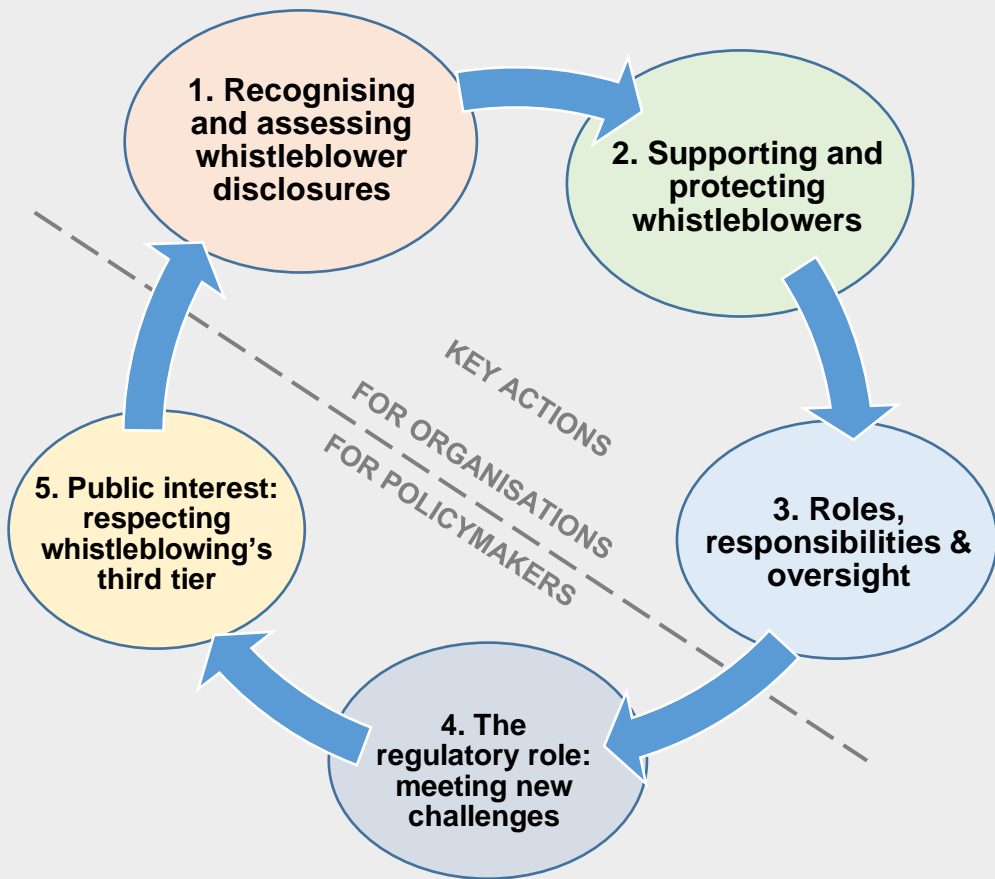 1. Recognising
and assessing
whistleblower
disclosures
2. Supporting and
protecting
whistleblowers
KEY ACTIONS
FOR ORGANISATIONS
FOR POLICYMAKERS
3. Roles,
responsibilities &
oversight
4. The
regulatory role:
meeting new
challenges
5. Public interest:
respecting
whistleblowing’s
third tier